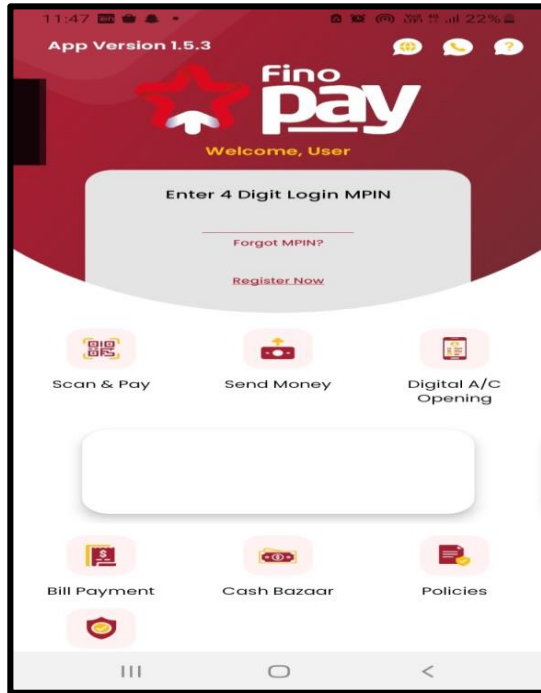 11:47
22%
App Version 1.5.3
?
Fino
pay
Welcome, User
Enter 4 Digit Login MPIN
Forgot MPIN?
Register Now
Scan & Pay
Send Money
Digital A/C
Opening
Bill Payment
Cash Bazaar
Policies